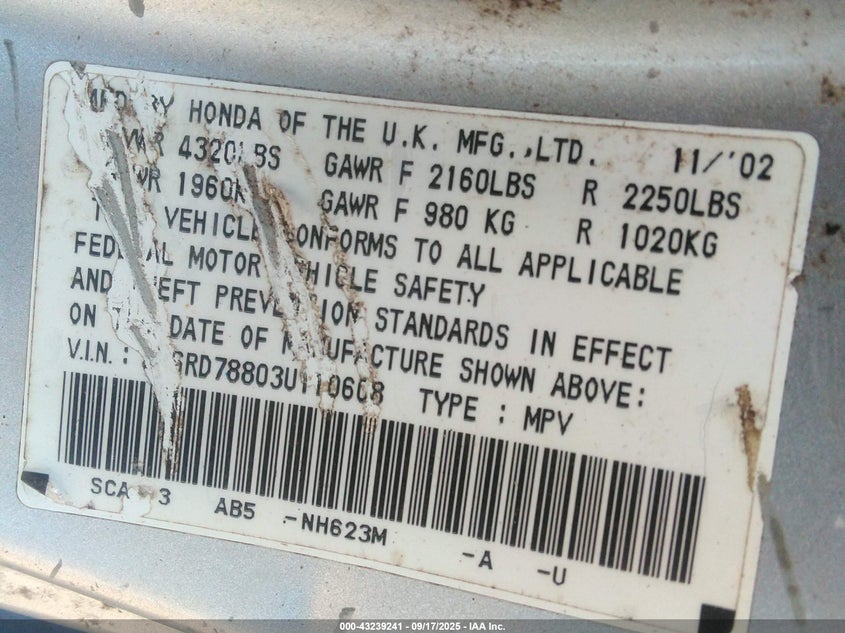 BY HONDA OF THE U.K. MFG.,LTD. 11/'02
4320LBS GAWR F 2160LBS R 2250LBS
1960K GAWR F 980 KG R 1020KG
VEHICLE CONFORMS TO ALL APPLICABLE
FEDERAL MOTOR VEHICLE SAFETY
AND THEFT PREVENTION STANDARDS IN EFFECT
ON DATE OF MANUFACTURE SHOWN ABOVE:
V.I.N.: TYPE : MPV
AB5 -NH623M -A -U
000-43239241 - 09/17/2025 - IAA Inc.